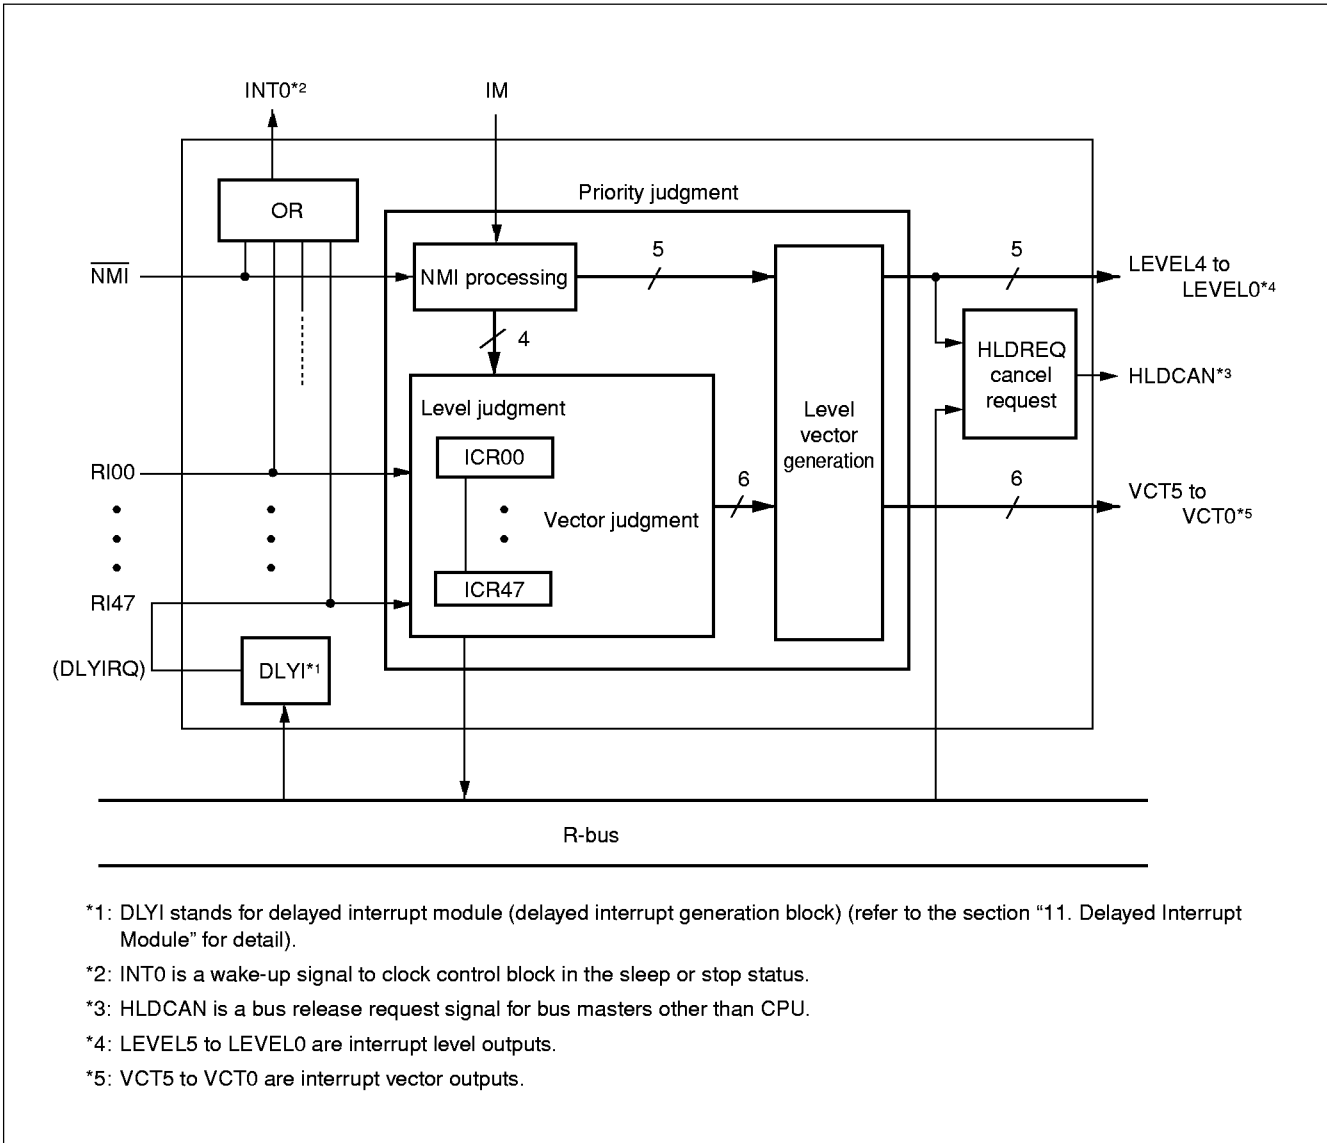 INT0*2
IM
OR
Priority judgment
NMI
NMI processing
5
5
LEVEL4 to
LEVEL0*4
4
HLDREQ
cancel
request
HLDCAN*3
Level judgment
Level
vector
generation
ICR00
RI00
6
6
VCT5 to
VCT0*5
Vector judgment
ICR47
RI47
(DLYIRQ)
DLYI*1
R-bus
*1: DLYI stands for delayed interrupt module (delayed interrupt generation block) (refer to the section “11. Delayed Interrupt
Module” for detail).
*2: INT0 is a wake-up signal to clock control block in the sleep or stop status.
*3: HLDCAN is a bus release request signal for bus masters other than CPU.
*4: LEVEL5 to LEVEL0 are interrupt level outputs.
*5: VCT5 to VCT0 are interrupt vector outputs.